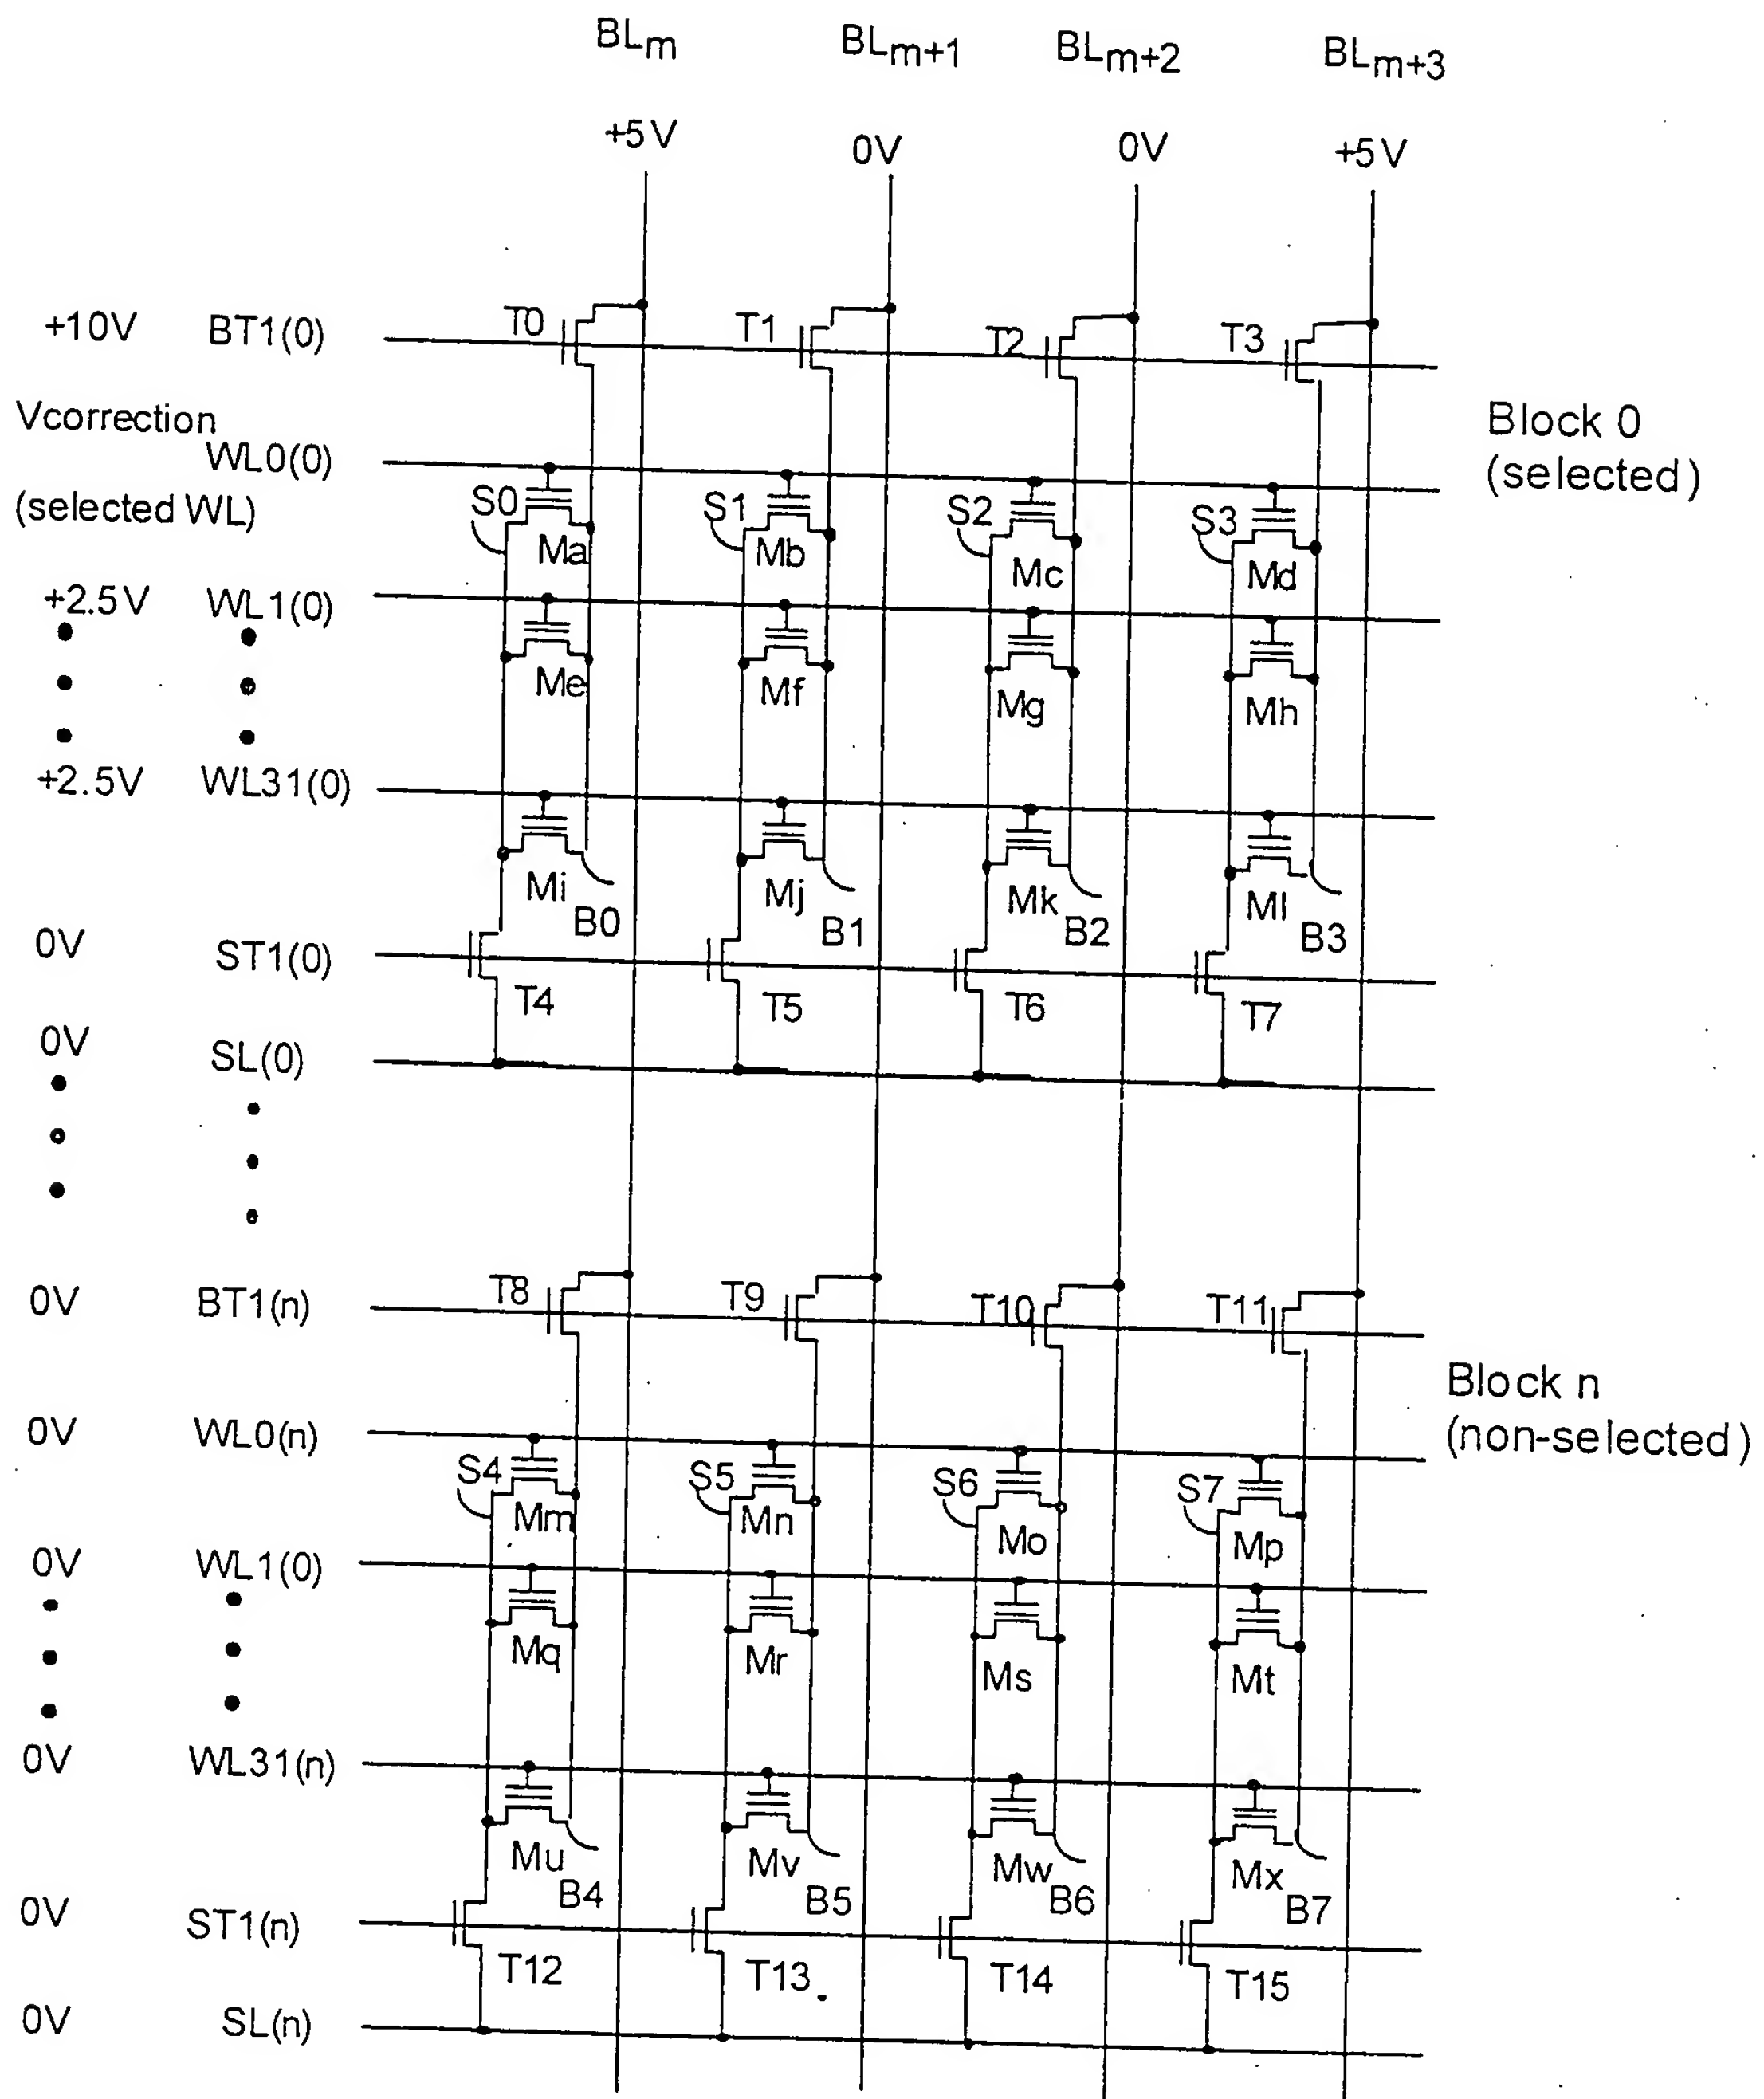 BLm BLm+1 BLm+2 BLm+3
+5V 0V 0V +5V
+10V BT1(0) T0 T1 T2 T3
Vcorrection
WL0(0)
(selected WL)
Block 0
(selected)
S0 S1 S2 S3
Ma Mb Mc Md
+2.5V WL1(0)
Me Mf Mg Mh
+2.5V WL31(0)
Mi Mj Mk Ml
B0 B1 B2 B3
0V ST1(0)
T4 T5 T6 T7
0V SL(0)
0V BT1(n) T8 T9 T10 T11
Block n
(non-selected)
0V WL0(n)
S4 S5 S6 S7
Mm Mn Mo Mp
0V WL1(0)
Mq Mr Ms Mt
0V WL31(n)
Mu Mv Mw Mx
B4 B5 B6 B7
0V ST1(n)
T12 T13 T14 T15
0V SL(n)